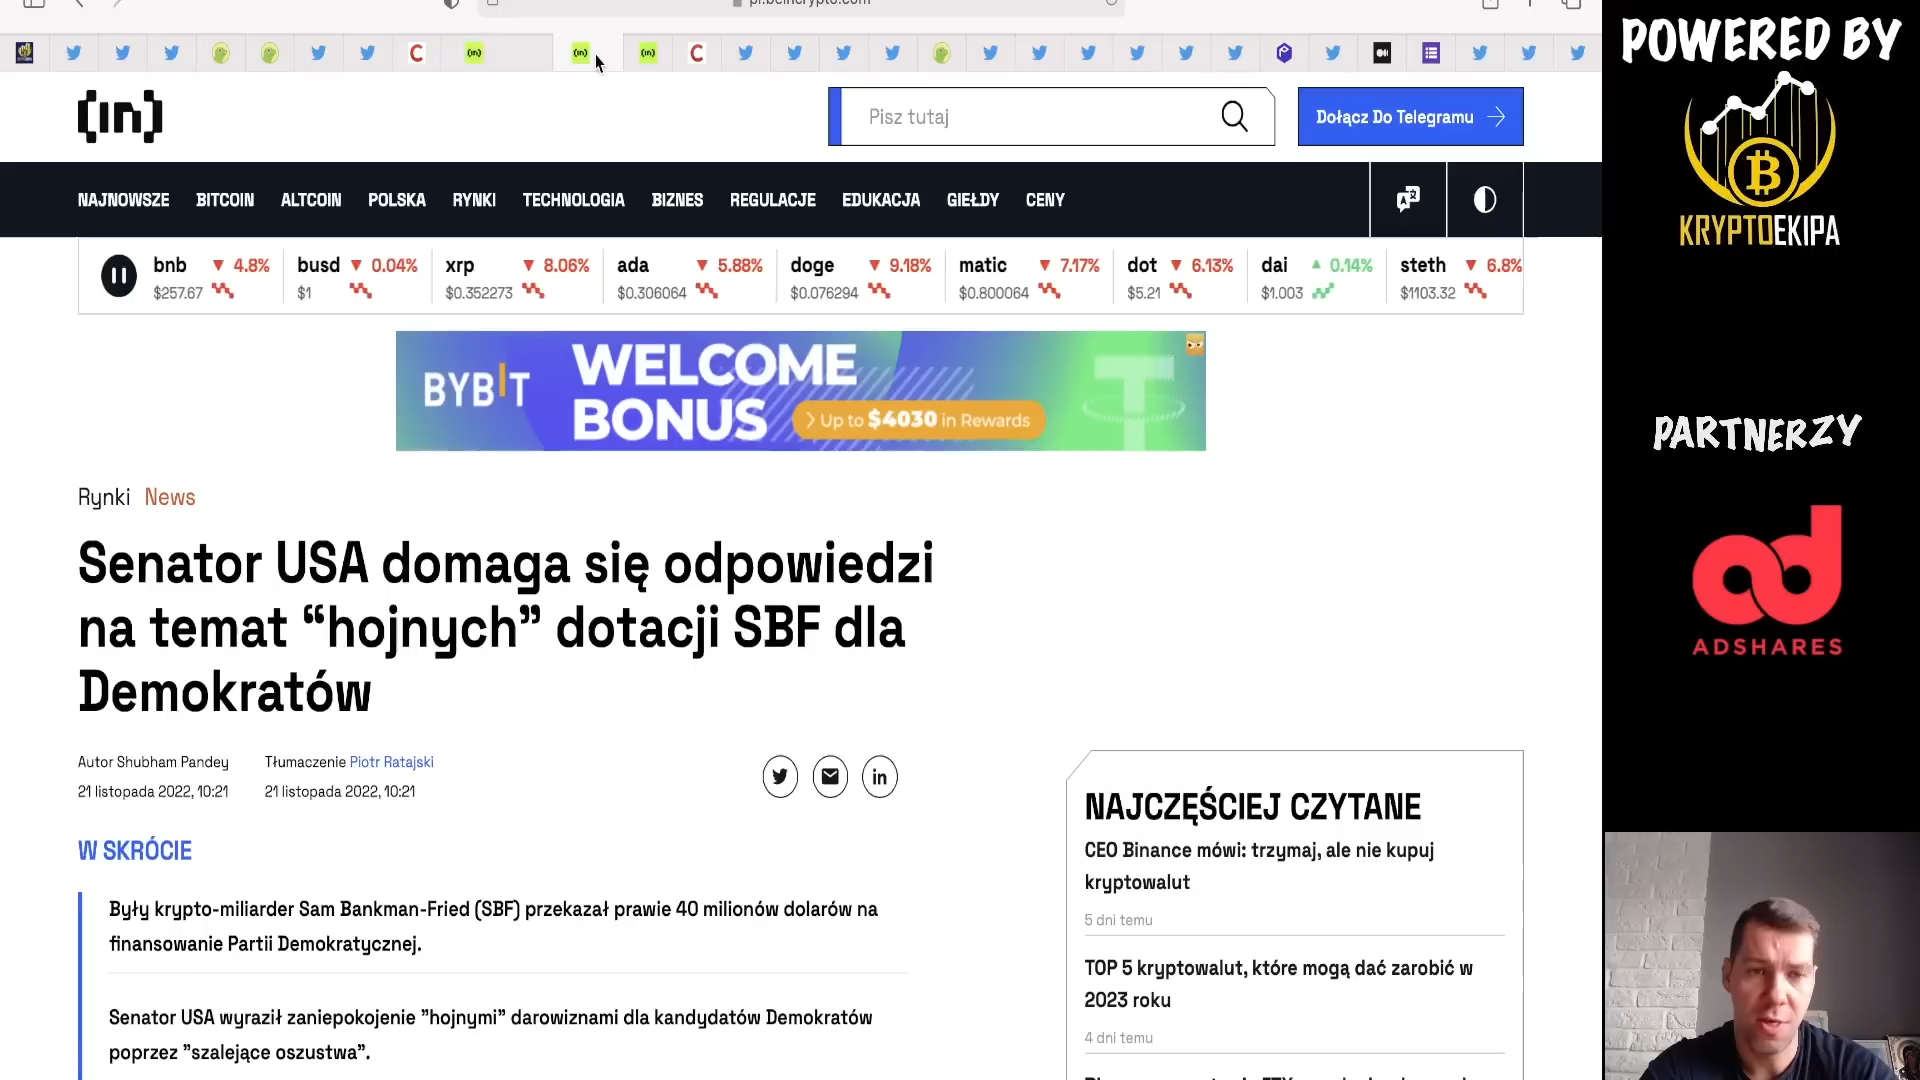 pl.beincrypto.com
POWERED BY
KRYPTOEKIPA
PARTNERZY
ADSHARES
[in]
Pisz tutaj
Dołącz Do Telegramu
NAJNOWSZE BITCOIN ALTCOIN POLSKA RYNKI TECHNOLOGIA BIZNES REGULACJE EDUKACJA GIEŁDY CENY
bnb ▼ 4.8% busd ▼ 0.04% xrp ▼ 8.06% ada ▼ 5.88% doge ▼ 9.18% matic ▼ 7.17% dot ▼ 6.13% dai ▲ 0.14% steth ▼ 6.8%
$257.67 $1 $0.352273 $0.306064 $0.076294 $0.800064 $5.21 $1.003 $1103.32
BYBIT WELCOME
BONUS > Up to $4030 in Rewards
Rynki News
Senator USA domaga się odpowiedzi
na temat “hojnych” dotacji SBF dla
Demokratów
Autor Shubham Pandey Tłumaczenie Piotr Ratajski
21 listopada 2022, 10:21 21 listopada 2022, 10:21
W SKRÓCIE
Były krypto-miliarder Sam Bankman-Fried (SBF) przekazał prawie 40 milionów dolarów na
finansowanie Partii Demokratycznej.
Senator USA wyraził zaniepokojenie ”hojnymi” darowiznami dla kandydatów Demokratów
poprzez ”szalejące oszustwa”.
NAJCZĘŚCIEJ CZYTANE
CEO Binance mówi: trzymaj, ale nie kupuj
kryptowalut
5 dni temu
TOP 5 kryptowalut, które mogą dać zarobić w
2023 roku
4 dni temu